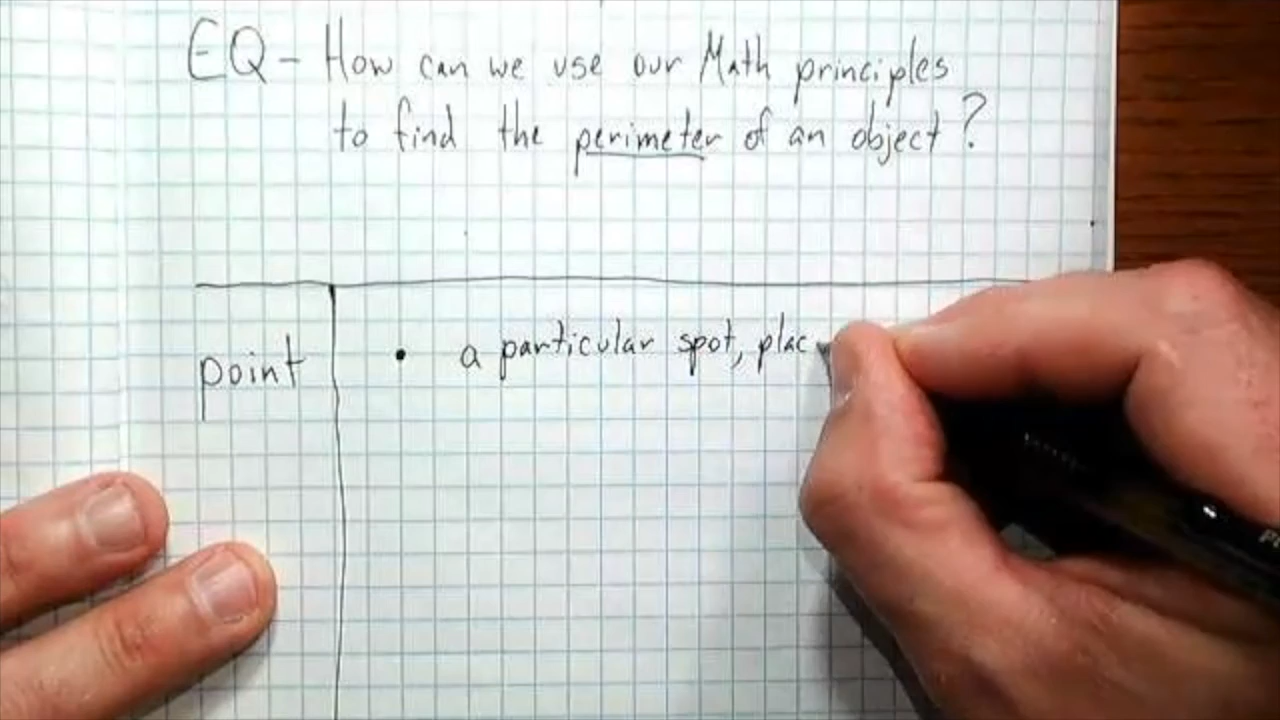 EQ - How can we use our Math principles
to find the perimeter of an object?
point
• a particular spot, plac